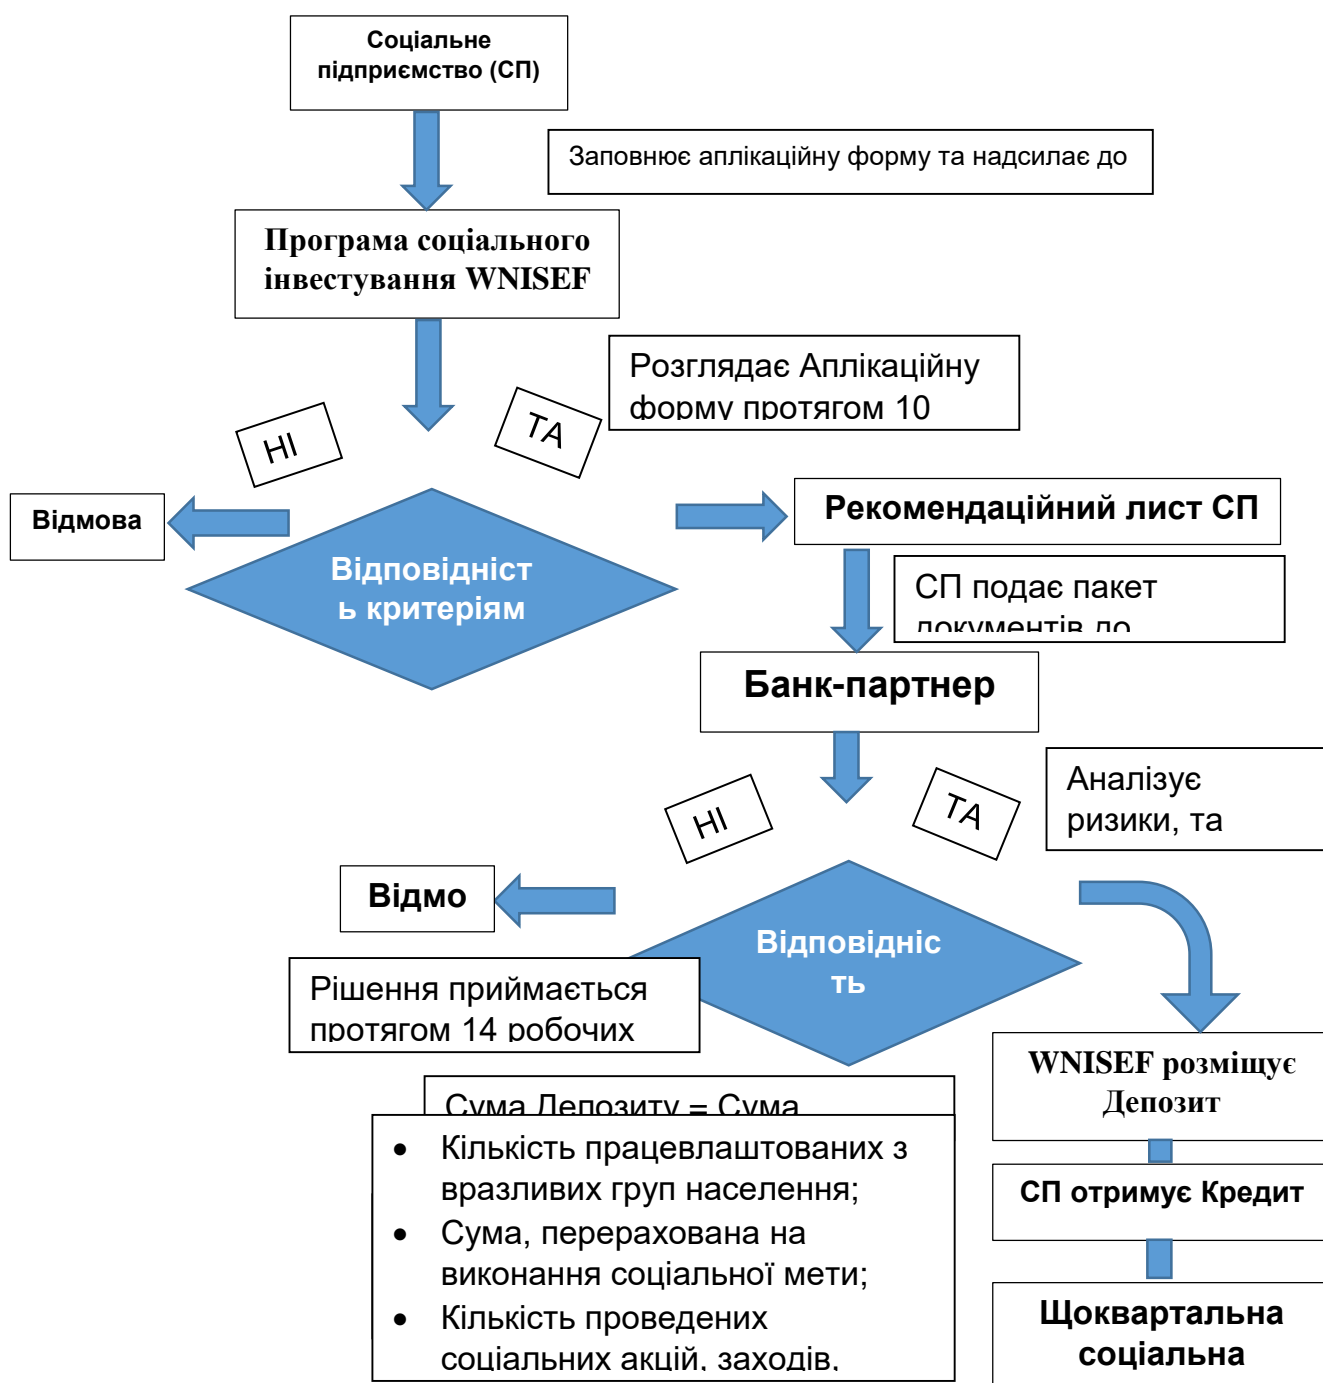 Соціальне
підприємство (СП)
Заповнює аплікаційну форму та надсилає до
Програма соціального
інвестування WNISEF
Розглядає Аплікаційну
форму протягом 10
НІ
ТА
Відмова
Відповідніст
ь критеріям
Рекомендаційний лист СП
СП подає пакет
документів до
Банк-партнер
Аналізує
ризики, та
НІ
ТА
Відмо
Відповідніс
ть
Рішення приймається
протягом 14 робочих
WNISEF розміщує
Депозит
Сума Депозиту = Сума
• Кількість працевлаштованих з
вразливих груп населення;
• Сума, перерахована на
виконання соціальної мети;
• Кількість проведених
соціальних акцій, заходів,
СП отримує Кредит
Щоквартальна
соціальна